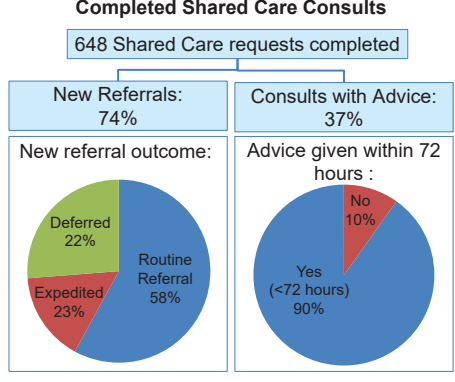 Completed Shared Care Consults
648 Shared Care requests completed
New Referrals:
74%
Consults with Advice:
37%
New referral outcome:
Deferred
22%
Routine
Referral
58%
Expedited
23%
Advice given within 72
hours :
No
10%
Yes
(<72 hours)
90%